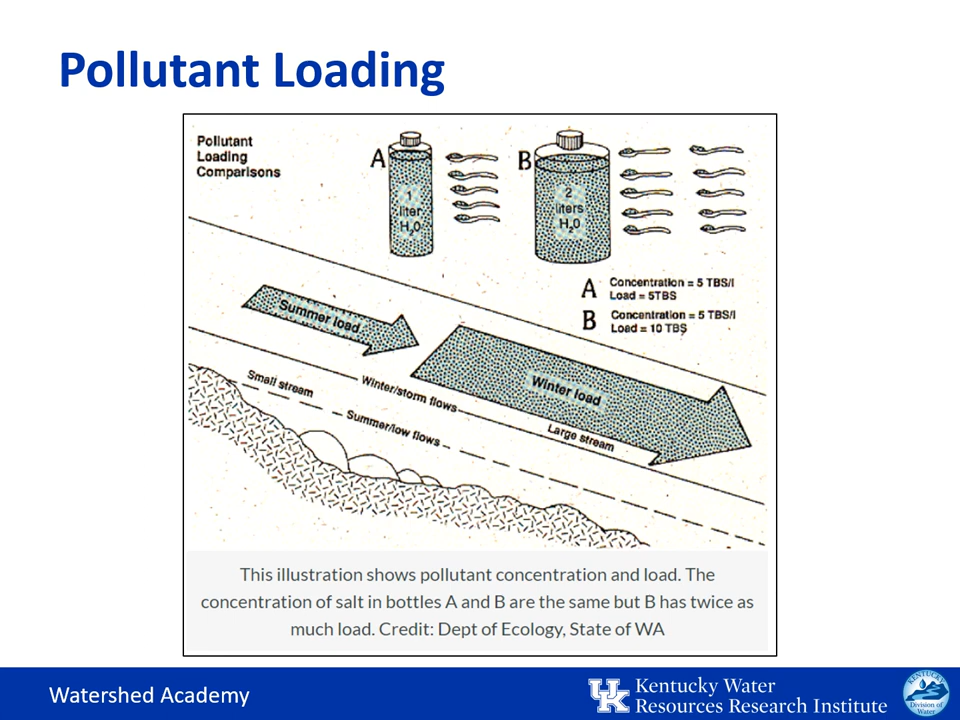 Pollutant Loading
Pollutant
Loading
Comparisons
A
1
liter
H₂O
B
2
liters
H₂O
A Concentration = 5 TBS/l
Load = 5TBS
B Concentration = 5 TBS/l
Load = 10 TBS
Summer load
Winter load
Small stream
Winter/storm flows
Summer/low flows
Large stream
This illustration shows pollutant concentration and load. The
concentration of salt in bottles A and B are the same but B has twice as
much load. Credit: Dept of Ecology, State of WA
Watershed Academy
UK
Kentucky Water
Resources Research Institute
KENTUCKY
Division of
Water